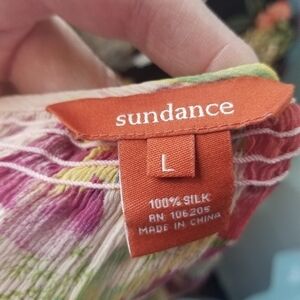 sundance
L
100% SILK
RN 106205
MADE IN CHINA